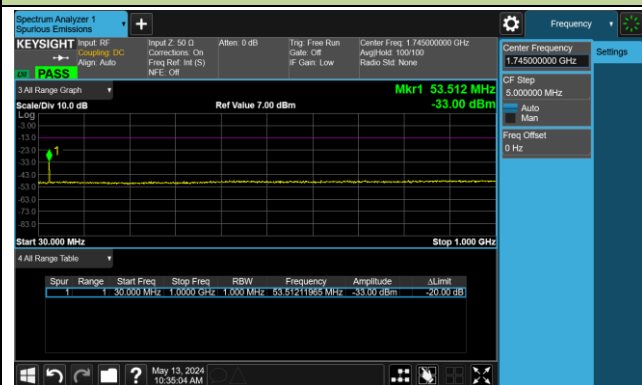 Spectrum Analyzer 1
Spurious Emissions
Frequency
KEYSIGHT
Input: RF
Coupling: DC
Align: Auto
Input Z: 50 Ω
Corrections: On
Freq Ref: Int (S)
NFE: Off
Atten: 0 dB
Trig: Free Run
Gate: Off
IF Gain: Low
Center Freq: 1.745000000 GHz
Avg|Hold: 100/100
Radio Std: None
PASS
Center Frequency
1.745000000 GHz
Settings
CF Step
5.000000 MHz
Auto
Man
Freq Offset
0 Hz
3 All Range Graph
Mkr1 53.512 MHz
Scale/Div 10.0 dB
Ref Value 7.00 dBm
-33.00 dBm
Log
-3.00
-13.0
-23.0
-33.0
-43.0
-53.0
-63.0
-73.0
-83.0
1
Start 30.000 MHz
Stop 1.000 GHz
4 All Range Table
Spur Range Start Freq Stop Freq RBW Frequency Amplitude ΔLimit
1 1 30.000 MHz 1.0000 GHz 1.000 MHz 53.51211965 MHz -33.00 dBm -20.00 dB
?
May 13, 2024
10:35:04 AM